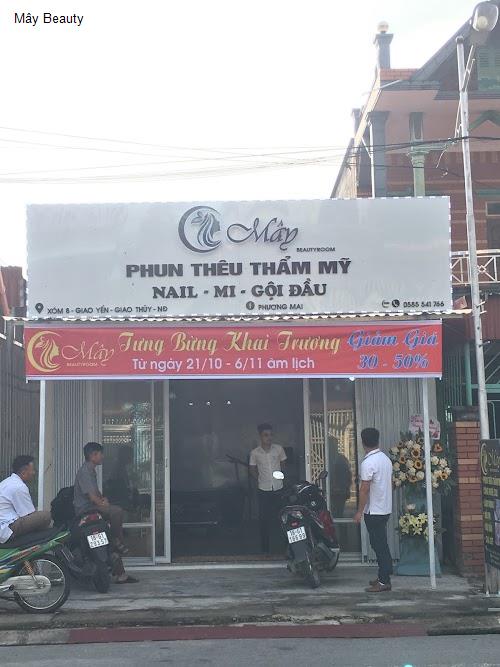 Mây Beauty
Mây
BEAUTYROOM
PHUN THÊU THẨM MỸ
NAIL - MI - GỘI ĐẦU
XÓM 8 - GIAO YẾN - GIAO THỦY - NĐ
PHƯƠNG MAI
0585 541 766
Mây
BEAUTYROOM
Tưng Bừng Khai Trương
Giảm Giá
Từ ngày 21/10 - 6/11 âm lịch
30 - 50%